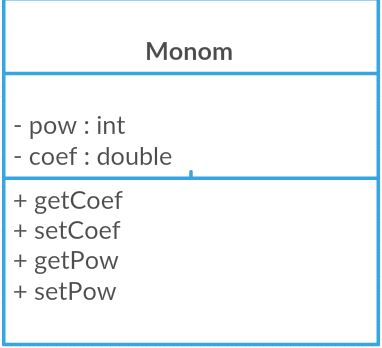 Monom
- pow : int
- coef : double
+ getCoef
+ setCoef
+ getPow
+ setPow